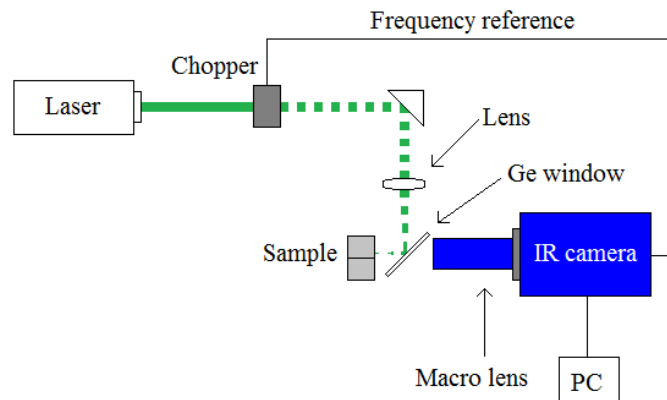 Frequency reference
Chopper
Laser
Lens
Ge window
Sample
IR camera
Macro lens
PC